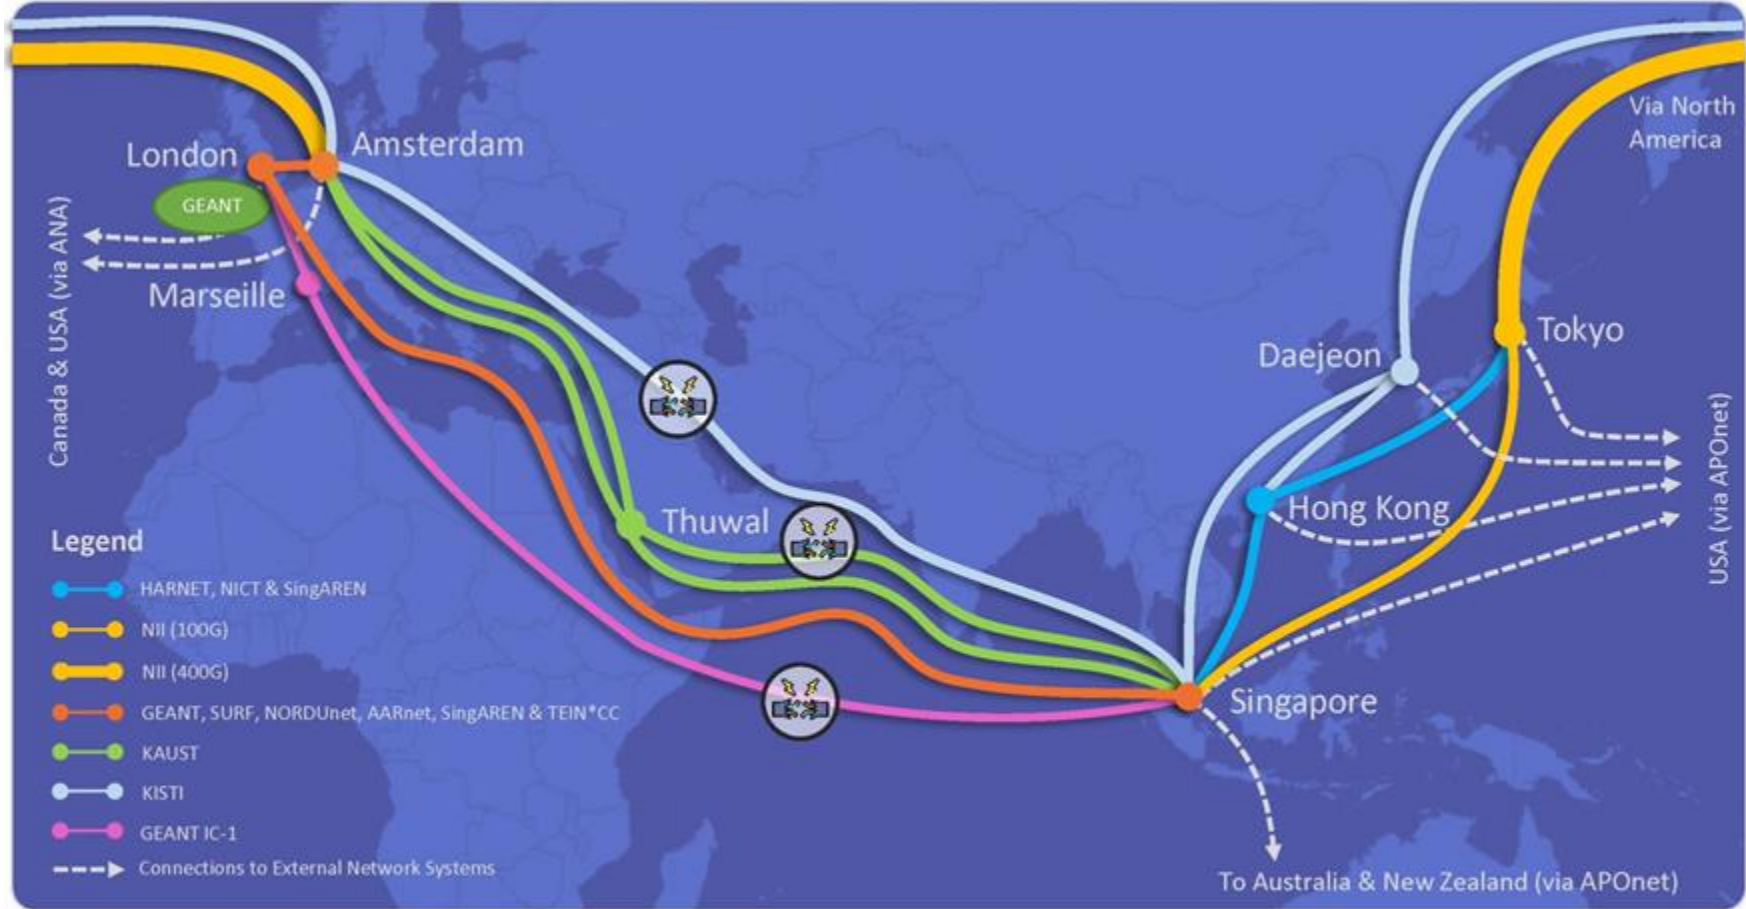 Via North
America
London
Amsterdam
GEANT
Canada & USA (via ANA)
Marseille
Tokyo
Daejeon
USA (via APOnet)
Hong Kong
Thuwal
Singapore
Legend
HARNET, NICT & SingAREN
NII (100G)
NII (400G)
GEANT, SURF, NORDUnet, AARnet, SingAREN & TEIN*CC
KAUST
KISTI
GEANT IC-1
Connections to External Network Systems
To Australia & New Zealand (via APOnet)